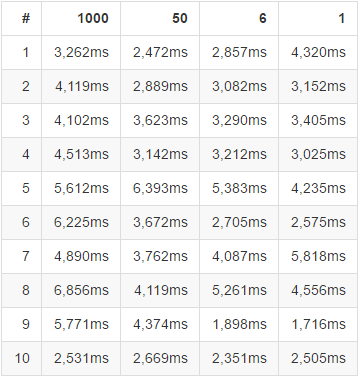 # 1000 50 6 1
1 3,262ms 2,472ms 2,857ms 4,320ms
2 4,119ms 2,889ms 3,082ms 3,152ms
3 4,102ms 3,623ms 3,290ms 3,405ms
4 4,513ms 3,142ms 3,212ms 3,025ms
5 5,612ms 6,393ms 5,383ms 4,235ms
6 6,225ms 3,672ms 2,705ms 2,575ms
7 4,890ms 3,762ms 4,087ms 5,818ms
8 6,856ms 4,119ms 5,261ms 4,556ms
9 5,771ms 4,374ms 1,898ms 1,716ms
10 2,531ms 2,669ms 2,351ms 2,505ms